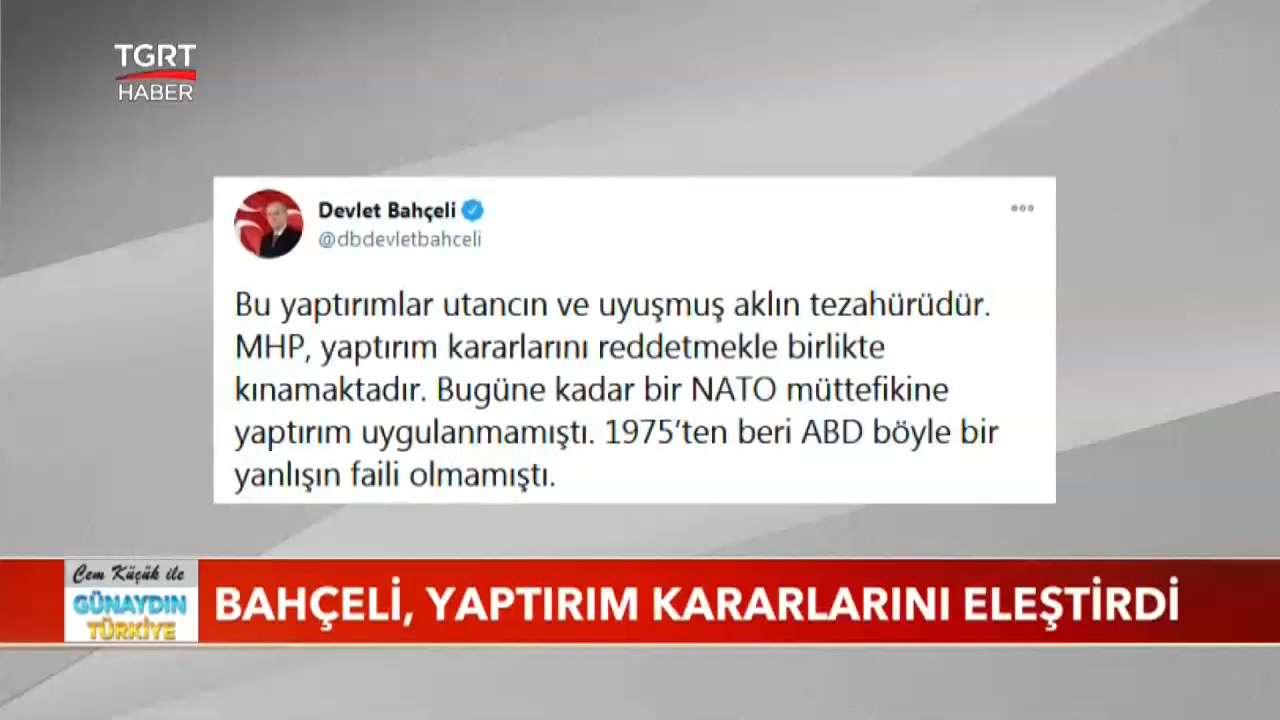 TGRT
HABER
Devlet Bahçeli
@dbdevletbahceli
Bu yaptırımlar utancın ve uyuşmuş aklın tezahürüdür.
MHP, yaptırım kararlarını reddetmekle birlikte
kınamaktadır. Bugüne kadar bir NATO müttefikine
yaptırım uygulanmamıştı. 1975’ten beri ABD böyle bir
yanlışın faili olmamıştı.
Cem Küçük ile
GÜNAYDIN
TÜRKİYE
BAHÇELİ, YAPTIRIM KARARLARINI ELEŞTİRDİ